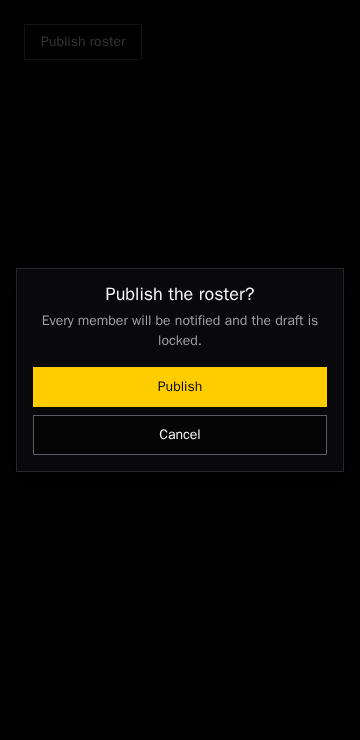 Publish roster
Publish the roster?
Every member will be notified and the draft is
locked.
Publish
Cancel